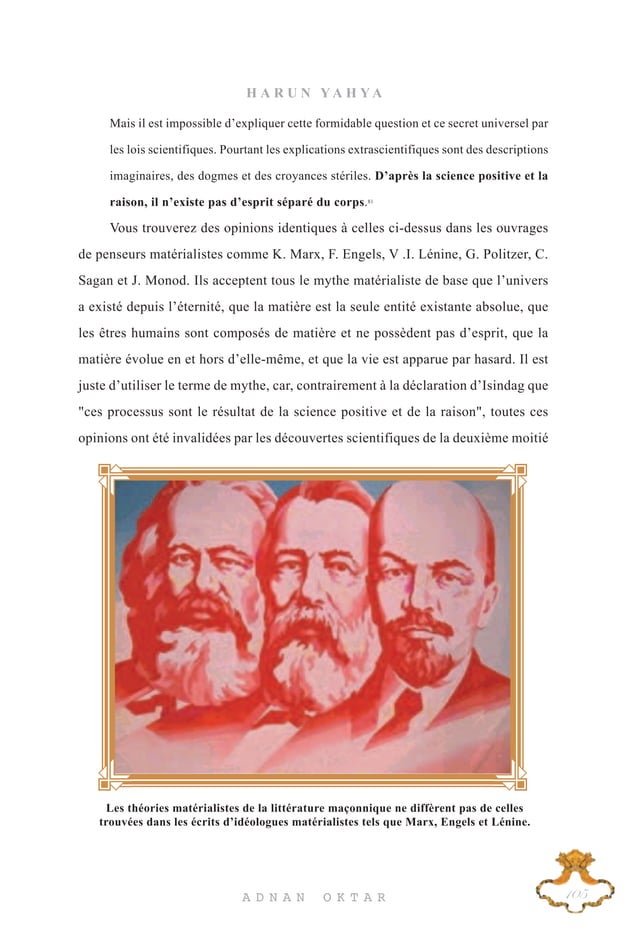 HARUN YAHYA
Mais il est impossible d’expliquer cette formidable question et ce secret universel par
les lois scientifiques. Pourtant les explications extrascientifiques sont des descriptions
imaginaires, des dogmes et des croyances stériles. D’après la science positive et la
raison, il n’existe pas d’esprit séparé du corps.81
Vous trouverez des opinions identiques à celles ci-dessus dans les ouvrages
de penseurs matérialistes comme K. Marx, F. Engels, V .I. Lénine, G. Politzer, C.
Sagan et J. Monod. Ils acceptent tous le mythe matérialiste de base que l’univers
a existé depuis l’éternité, que la matière est la seule entité existante absolue, que
les êtres humains sont composés de matière et ne possèdent pas d’esprit, que la
matière évolue en et hors d’elle-même, et que la vie est apparue par hasard. Il est
juste d’utiliser le terme de mythe, car, contrairement à la déclaration d’Isindag que
"ces processus sont le résultat de la science positive et de la raison", toutes ces
opinions ont été invalidées par les découvertes scientifiques de la deuxième moitié
Les théories matérialistes de la littérature maçonnique ne diffèrent pas de celles
trouvées dans les écrits d’idéologues matérialistes tels que Marx, Engels et Lénine.
105
ADNAN OKTAR